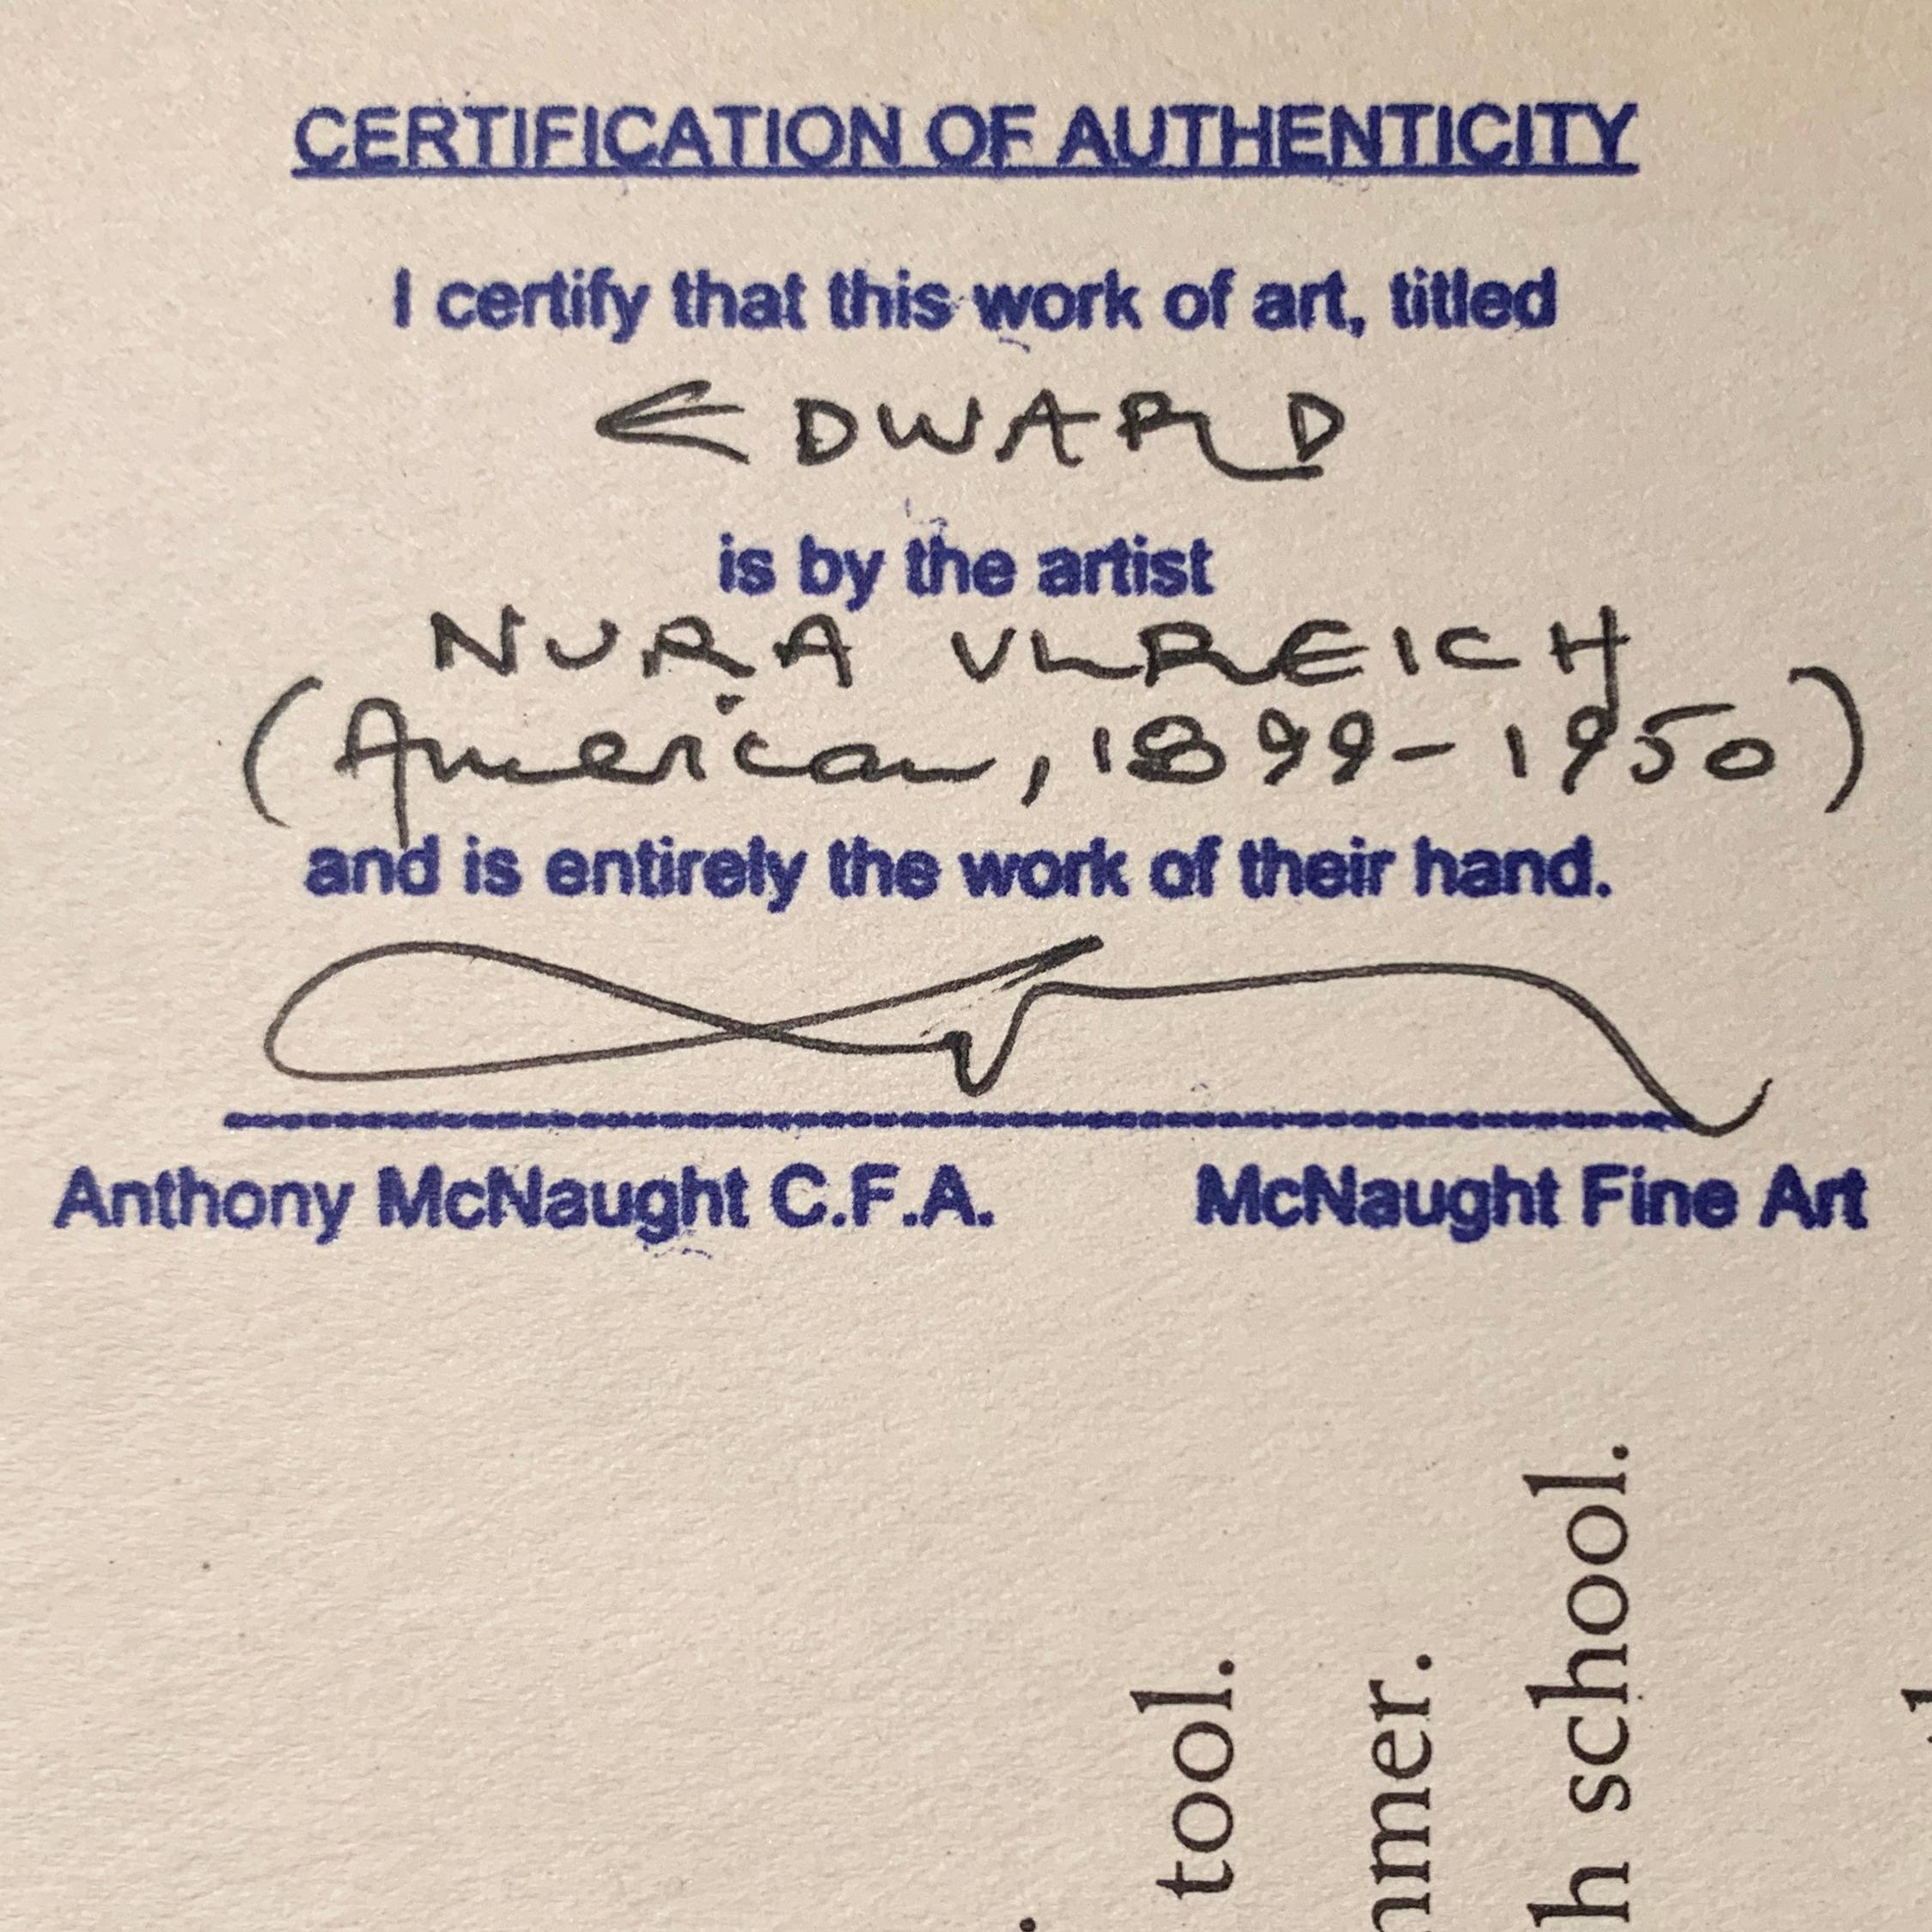 CERTIFICATION OF AUTHENTICITY
I certify that this work of art, titled
EDWARD
is by the artist
NURA ULREICH
(American, 1899-1950)
and is entirely the work of their hand.
Anthony McNaught C.F.A. McNaught Fine Art
tool.
school.